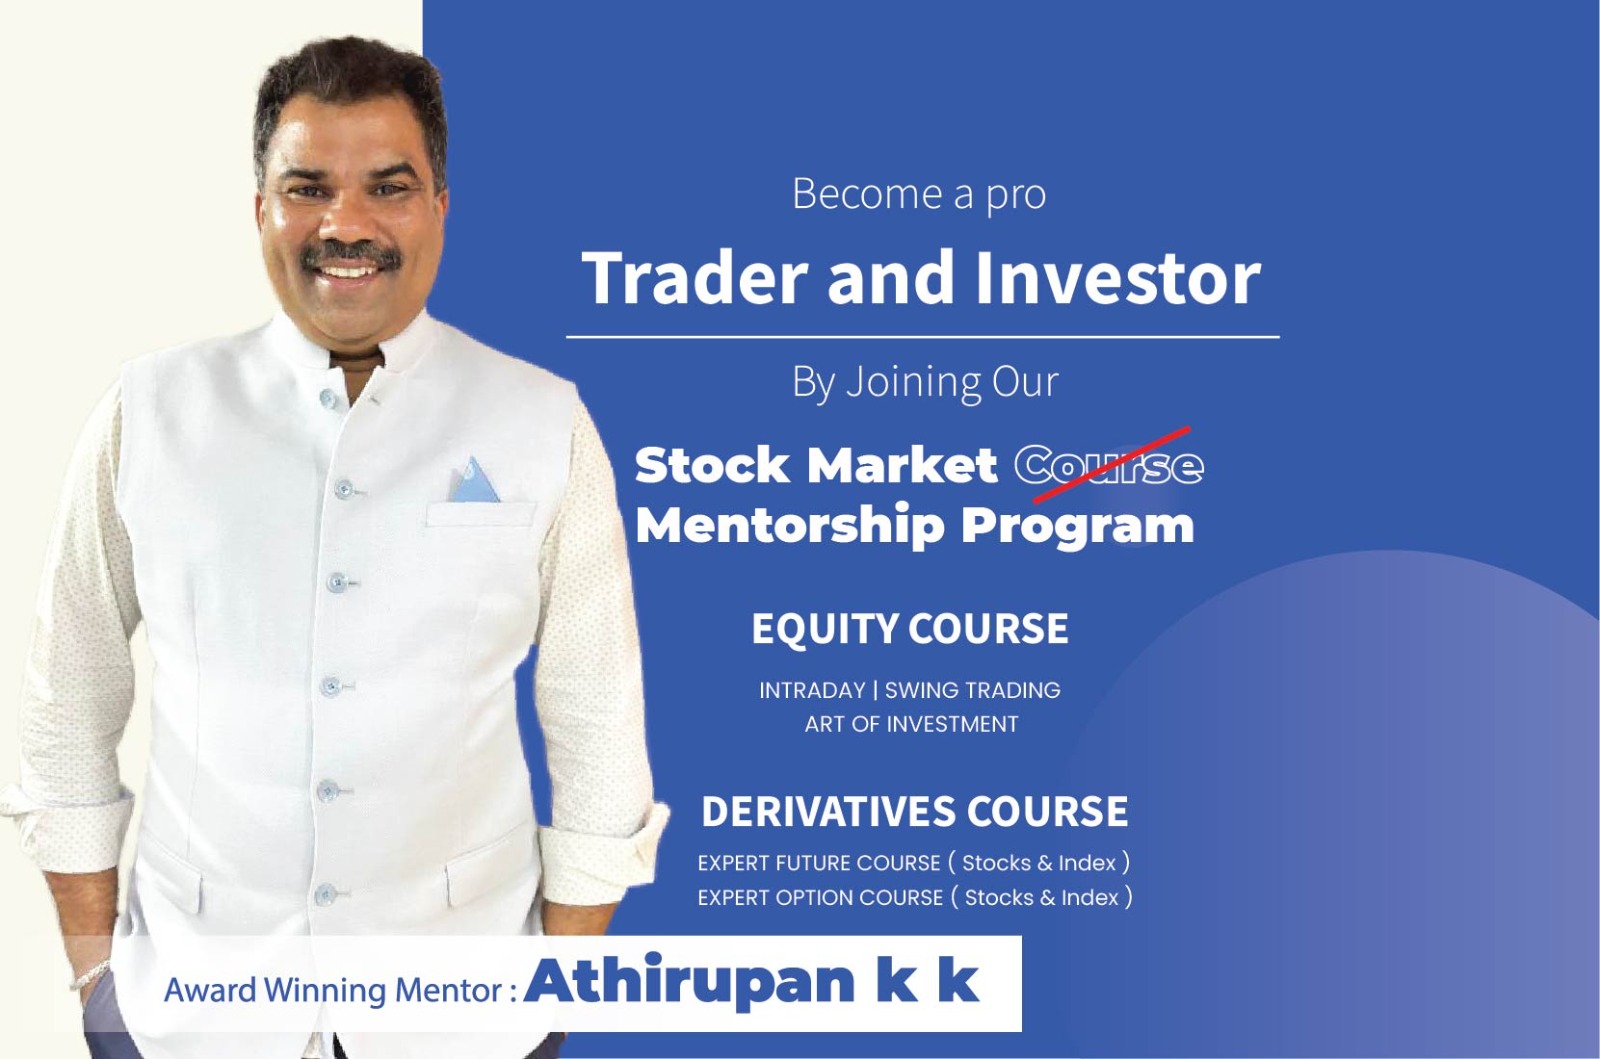 Become a pro
Trader and Investor
By Joining Our
Stock Market Course
Mentorship Program
EQUITY COURSE
INTRADAY | SWING TRADING
ART OF INVESTMENT
DERIVATIVES COURSE
EXPERT FUTURE COURSE ( Stocks & Index )
EXPERT OPTION COURSE ( Stocks & Index )
Award Winning Mentor : Athirupan k k